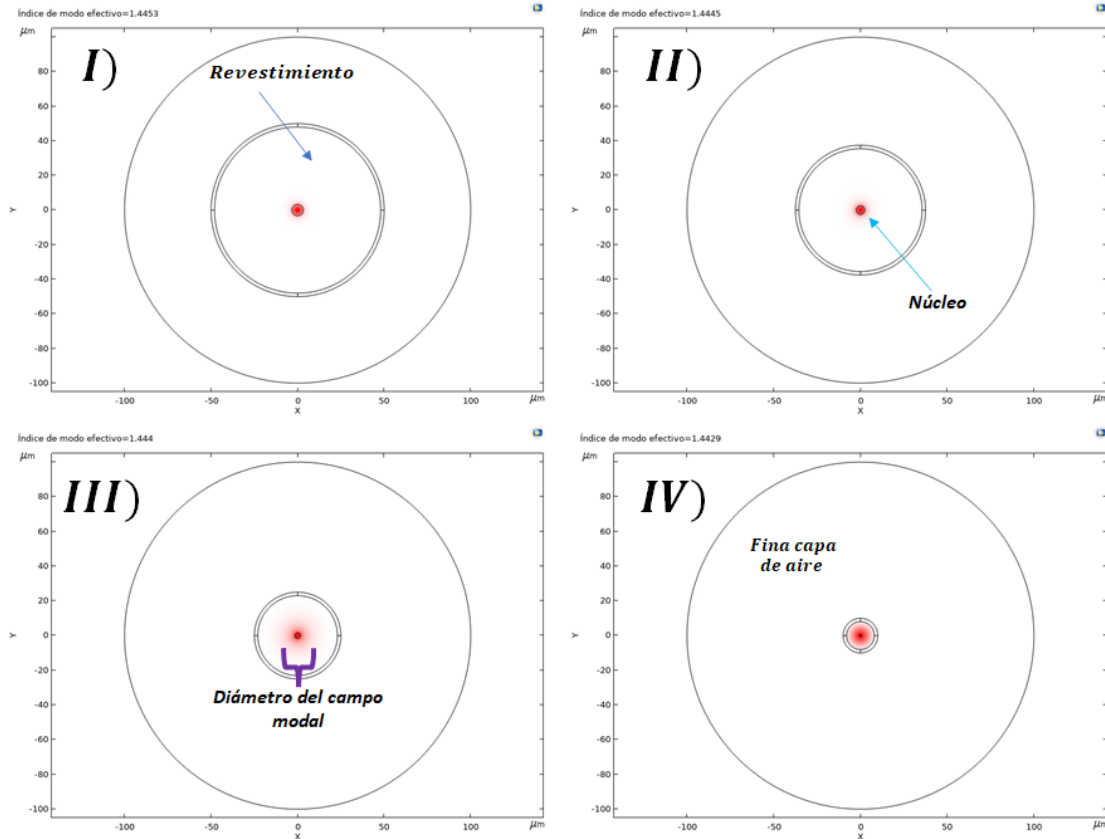 Índice de modo efectivo=1.4453
μm
I)
Revestimiento
80
60
40
20
0
-20
-40
-60
-80
-100
Y
-100 -50 0 50 100
X
μm
Índice de modo efectivo=1.4445
μm
II)
80
60
40
20
0
-20
-40
-60
-80
-100
Y
Núcleo
-100 -50 0 50 100
X
μm
Índice de modo efectivo=1.444
μm
III)
80
60
40
20
0
-20
-40
-60
-80
-100
Y
Diámetro del campo
modal
-100 -50 0 50 100
X
μm
Índice de modo efectivo=1.4429
μm
IV)
Fina capa
de aire
80
60
40
20
0
-20
-40
-60
-80
-100
Y
-100 -50 0 50 100
X
μm